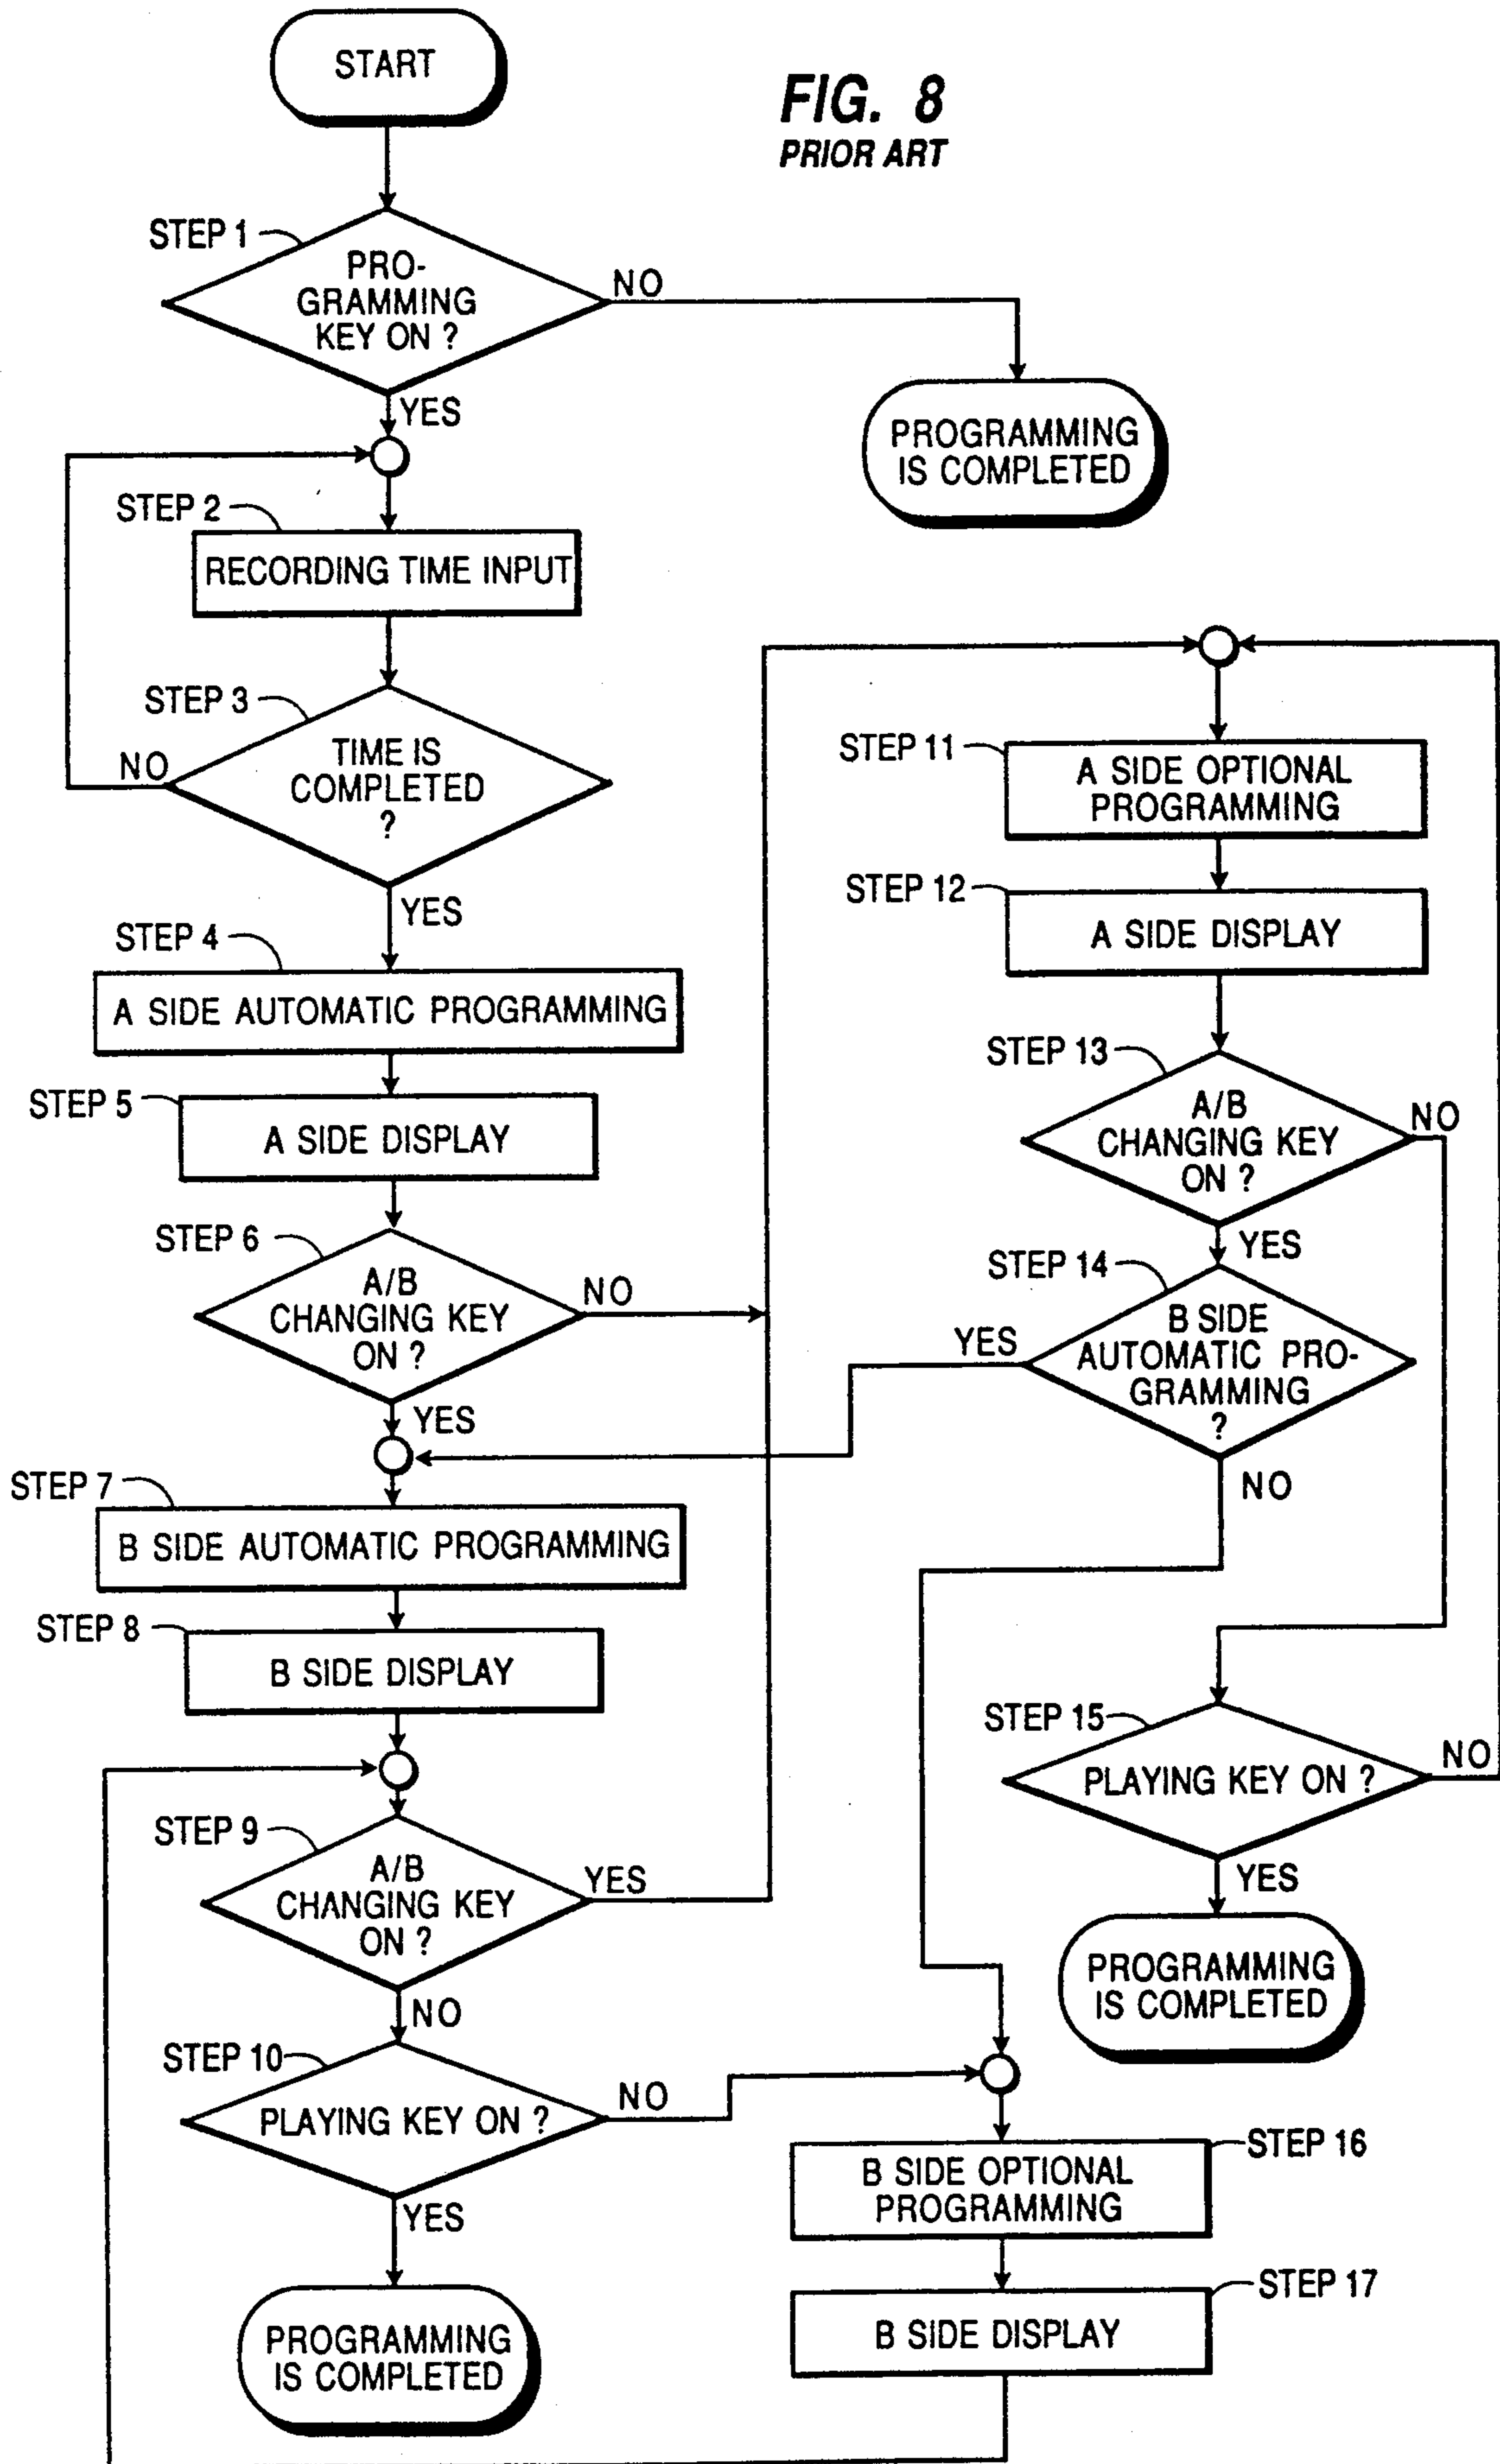 START
FIG. 8
PRIOR ART
STEP 1
PRO-
GRAMMING
KEY ON ?
NO
YES
PROGRAMMING
IS COMPLETED
STEP 2
RECORDING TIME INPUT
STEP 3
TIME IS
COMPLETED
?
NO
YES
STEP 4
A SIDE AUTOMATIC PROGRAMMING
STEP 5
A SIDE DISPLAY
STEP 6
A/B
CHANGING KEY
ON ?
NO
YES
STEP 7
B SIDE AUTOMATIC PROGRAMMING
STEP 8
B SIDE DISPLAY
STEP 9
A/B
CHANGING KEY
ON ?
YES
NO
STEP 10
PLAYING KEY ON ?
NO
YES
PROGRAMMING
IS COMPLETED
STEP 11
A SIDE OPTIONAL
PROGRAMMING
STEP 12
A SIDE DISPLAY
STEP 13
A/B
CHANGING KEY
ON ?
NO
YES
STEP 14
B SIDE
AUTOMATIC PRO-
GRAMMING
?
YES
NO
STEP 15
PLAYING KEY ON ?
NO
YES
PROGRAMMING
IS COMPLETED
STEP 16
B SIDE OPTIONAL
PROGRAMMING
STEP 17
B SIDE DISPLAY